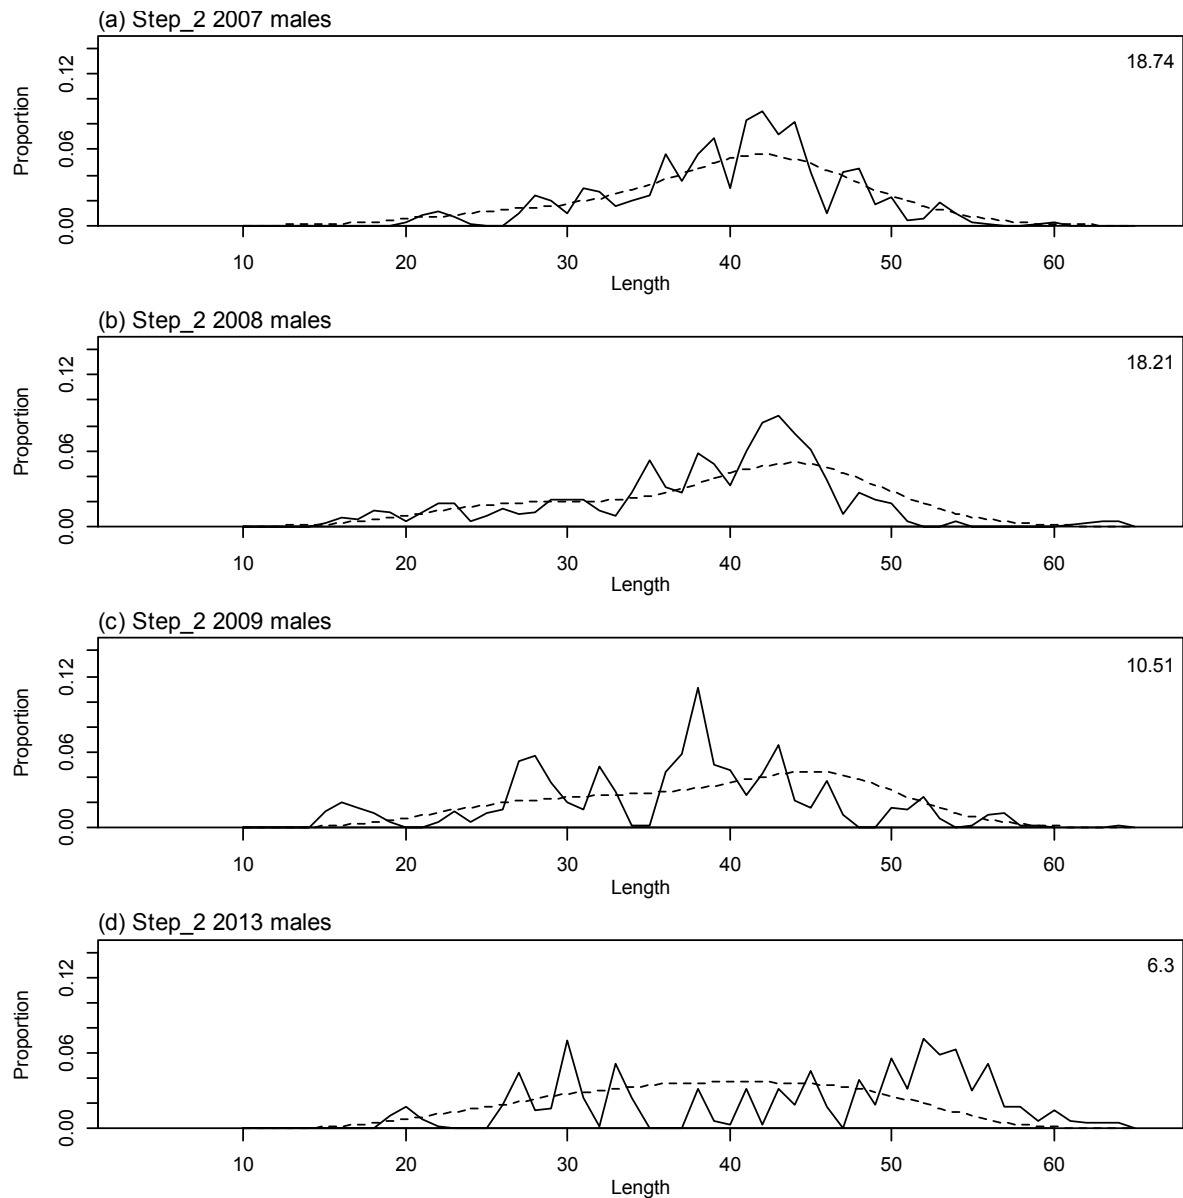 (a) Step_2 2007 males
18.74
Proportion
0.00 0.06 0.12
10 20 30 40 50 60
Length
(b) Step_2 2008 males
18.21
Proportion
0.00 0.06 0.12
10 20 30 40 50 60
Length
(c) Step_2 2009 males
10.51
Proportion
0.00 0.06 0.12
10 20 30 40 50 60
Length
(d) Step_2 2013 males
6.3
Proportion
0.00 0.06 0.12
10 20 30 40 50 60
Length